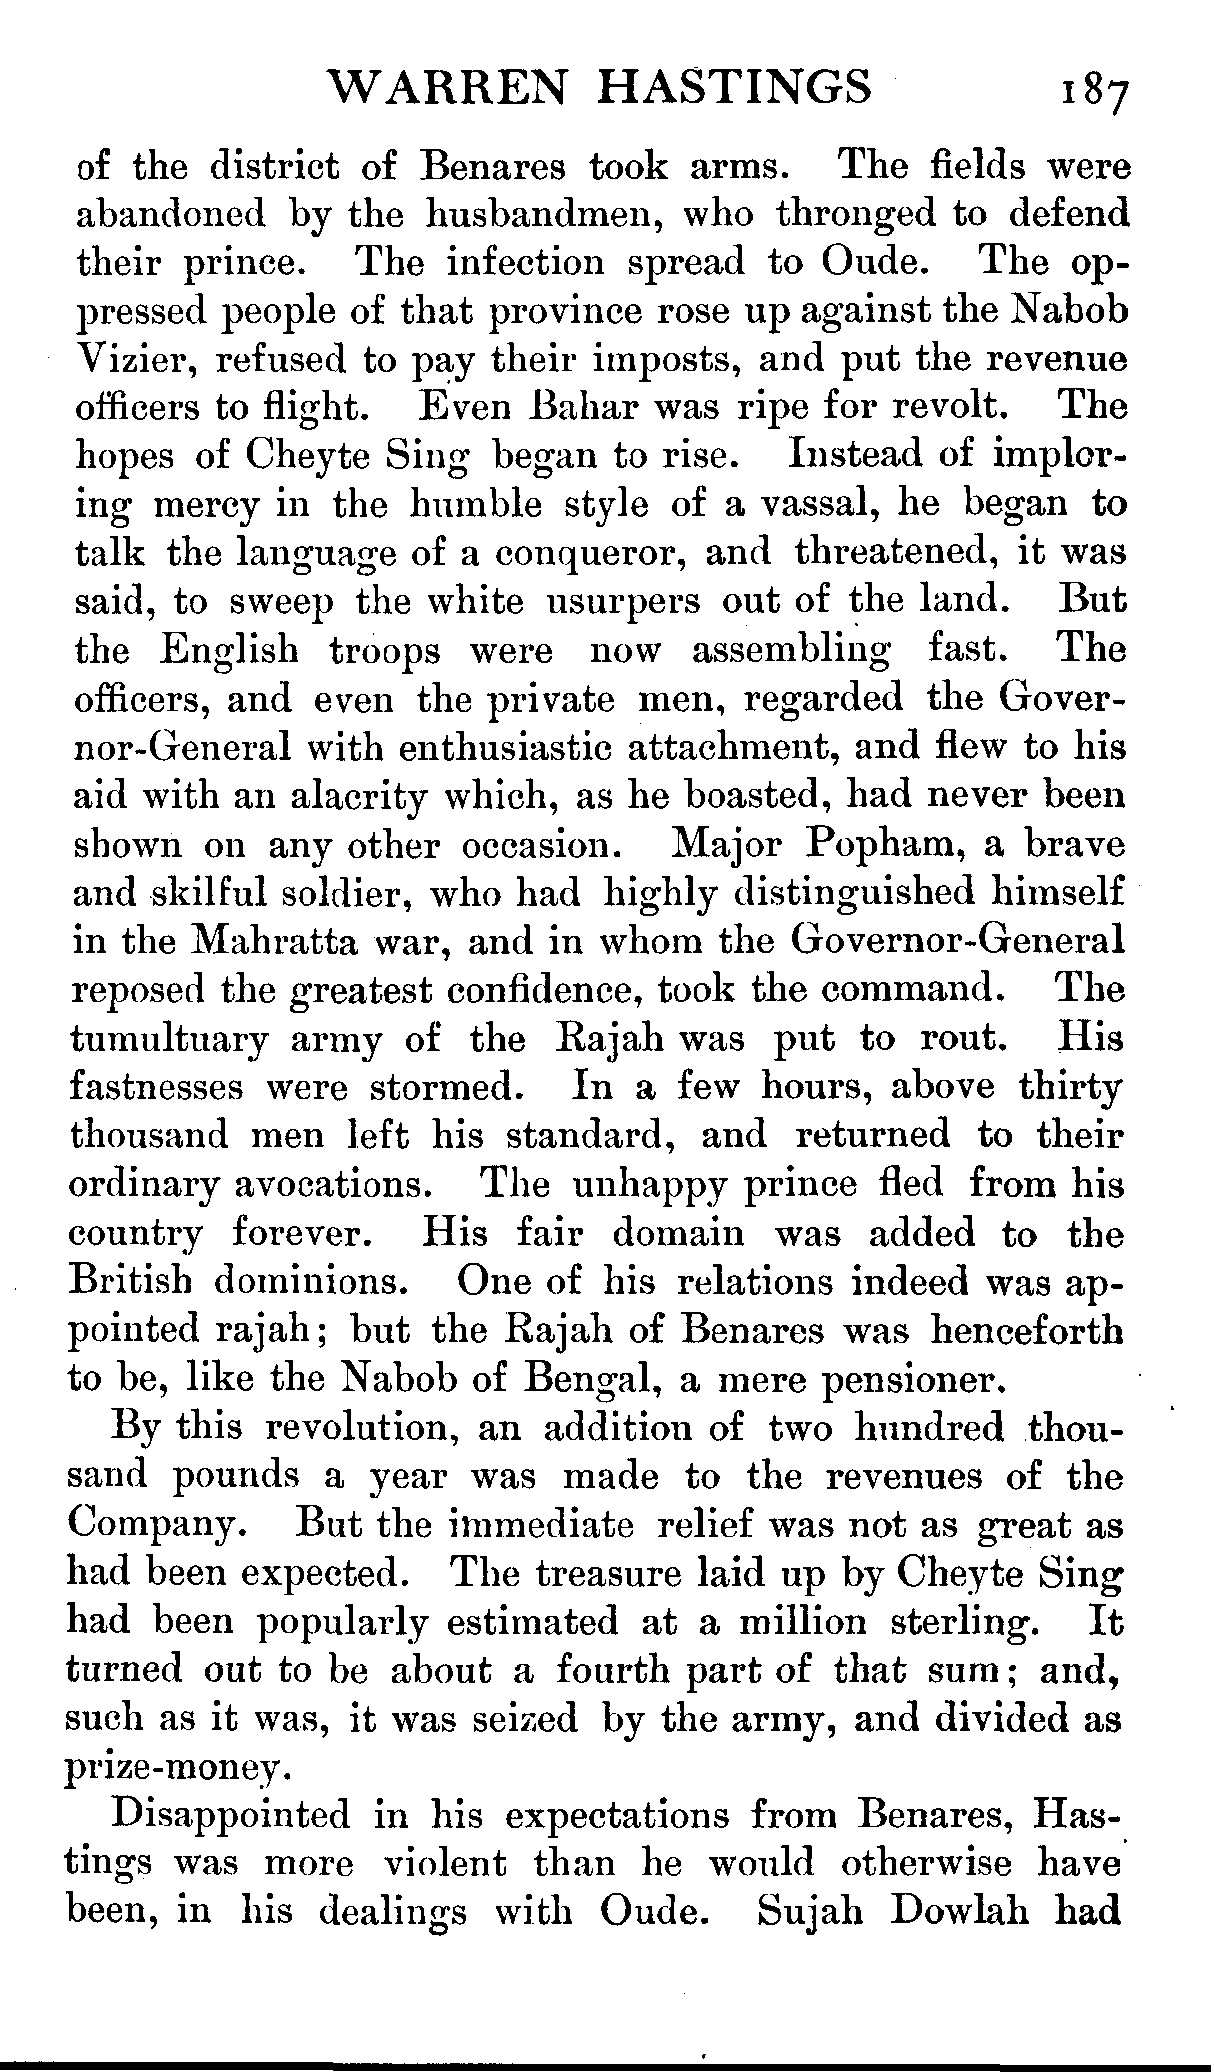 WARREN HASTINGS 187
of the district of Benares took arms. The fields were
abandoned by the husbandmen, who thronged to defend
their prince. The infection spread to Oude. The op-
pressed people of that province rose up against the Nabob
Vizier, refused to pay their imposts, and put the revenue
officers to flight. Even Bahar was ripe for revolt. The
hopes of Cheyte Sing began to rise. Instead of implor-
ing mercy in the humble style of a vassal, he began to
talk the language of a conqueror, and threatened, it was
said, to sweep the white usurpers out of the land. But
the English troops were now assembling fast. The
officers, and even the private men, regarded the Gover-
nor-General with enthusiastic attachment, and flew to his
aid with an alacrity which, as he boasted, had never been
shown on any other occasion. Major Popham, a brave
and skilful soldier, who had highly distinguished himself
in the Mahratta war, and in whom the Governor-General
reposed the greatest confidence, took the command. The
tumultuary army of the Rajah was put to rout. His
fastnesses were stormed. In a few hours, above thirty
thousand men left his standard, and returned to their
ordinary avocations. The unhappy prince fled from his
country forever. His fair domain was added to the
British dominions. One of his relations indeed was ap-
pointed rajah; but the Rajah of Benares was henceforth
to be, like the Nabob of Bengal, a mere pensioner.
By this revolution, an addition of two hundred thou-
sand pounds a year was made to the revenues of the
Company. But the immediate relief was not as great as
had been expected. The treasure laid up by Cheyte Sing
had been popularly estimated at a million sterling. It
turned out to be about a fourth part of that sum; and,
such as it was, it was seized by the army, and divided as
prize-money.
Disappointed in his expectations from Benares, Has-
tings was more violent than he would otherwise have
been, in his dealings with Oude. Sujah Dowlah had